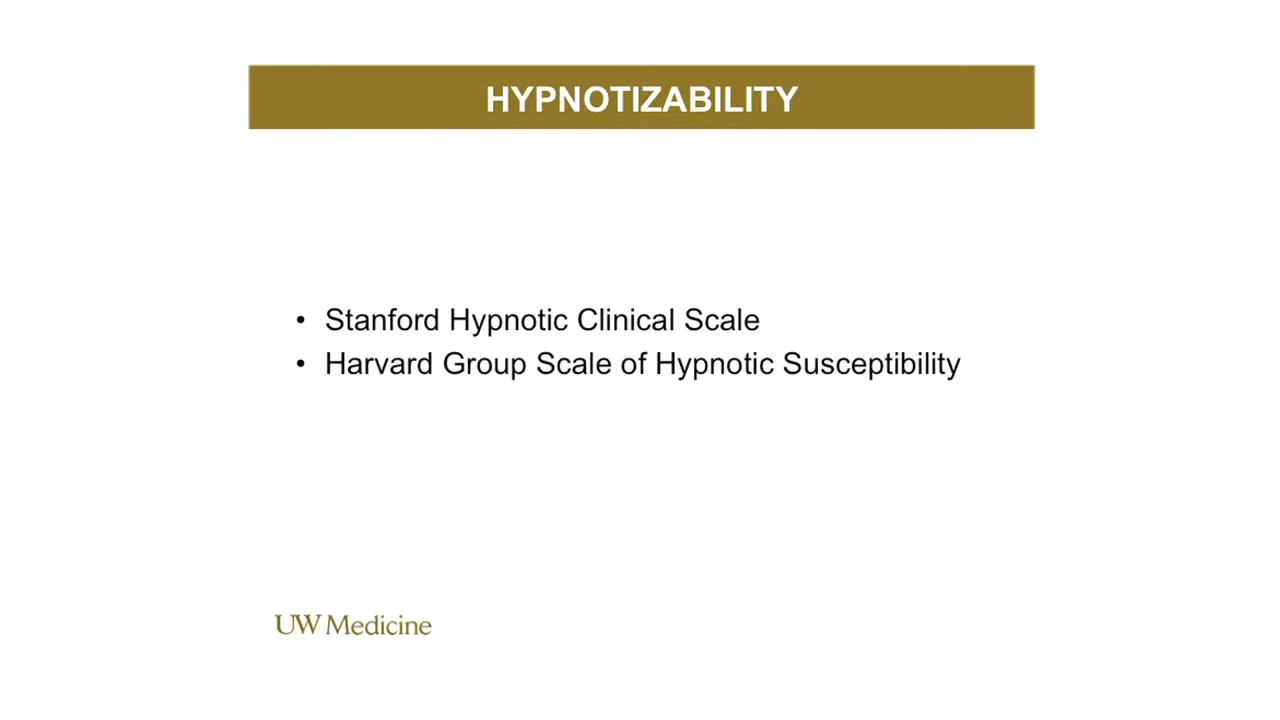 HYPNOTIZABILITY
• Stanford Hypnotic Clinical Scale
• Harvard Group Scale of Hypnotic Susceptibility
UW Medicine